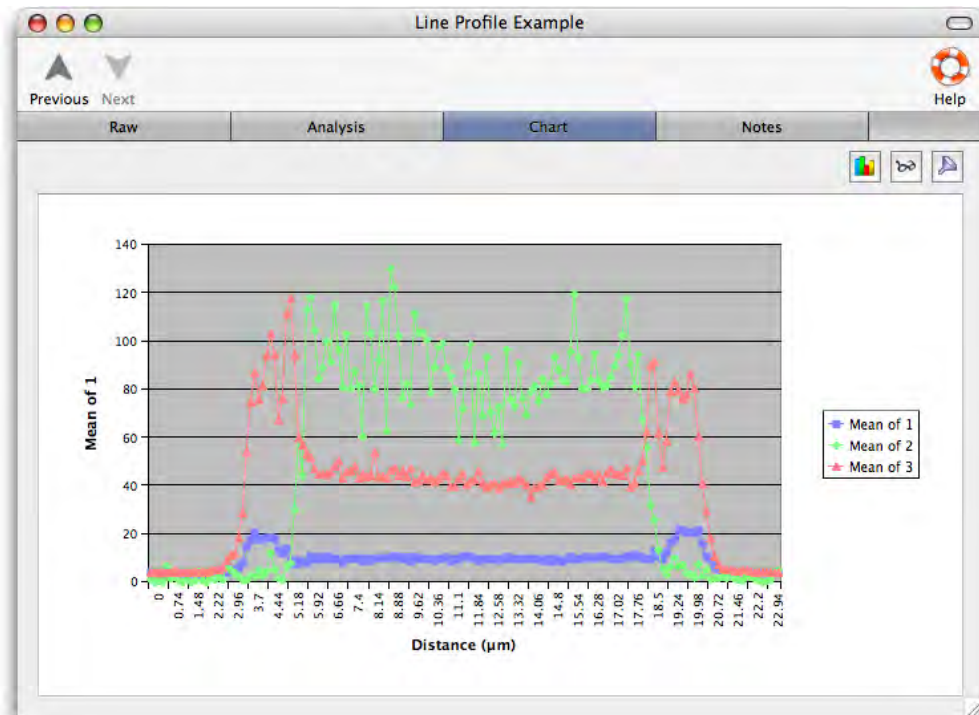 Line Profile Example
Previous Next
Help
Raw Analysis Chart Notes
140
120
100
80
60
40
20
0
Mean of 1
0 0.74 1.48 2.22 2.96 3.7 4.44 5.18 5.92 6.66 7.4 8.14 8.88 9.62 10.36 11.1 11.84 12.58 13.32 14.06 14.8 15.54 16.28 17.02 17.76 18.5 19.24 19.98 20.72 21.46 22.2 22.94
Distance (µm)
Mean of 1
Mean of 2
Mean of 3